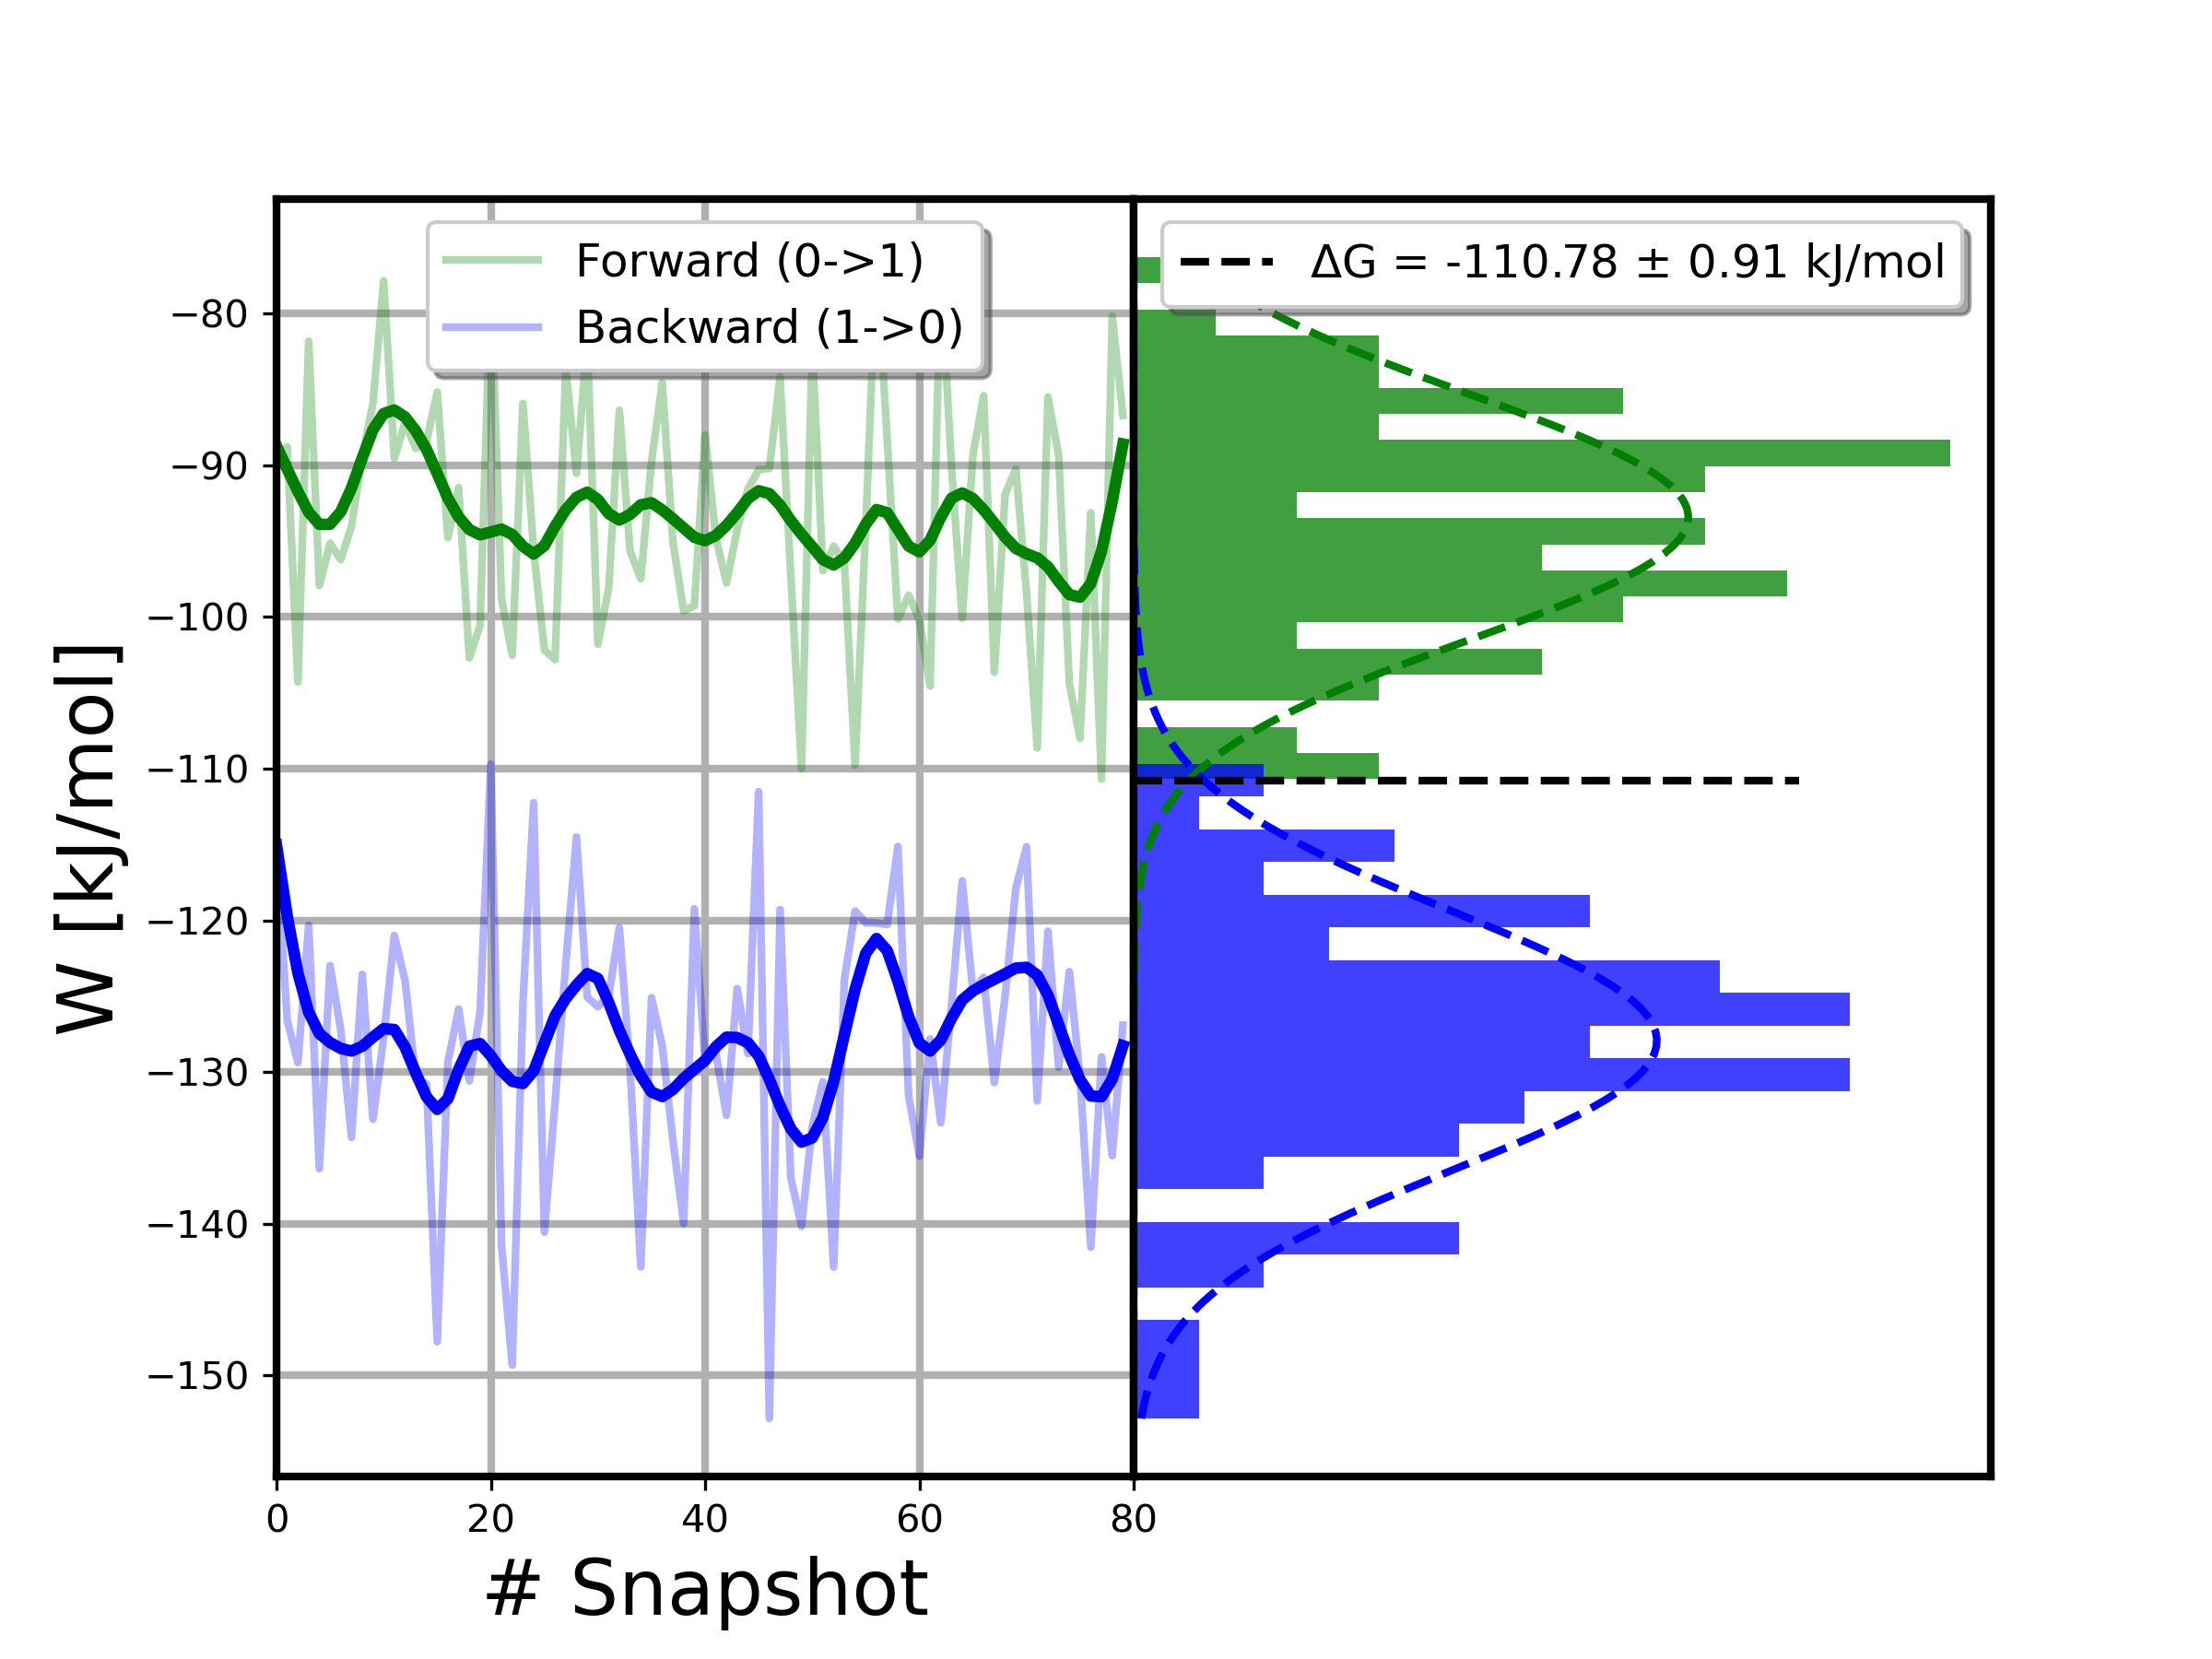 Forward (0->1)
Backward (1->0)
ΔG = -110.78 ± 0.91 kJ/mol
W [kJ/mol]
−80
−90
−100
−110
−120
−130
−140
−150
0 20 40 60 80
# Snapshot